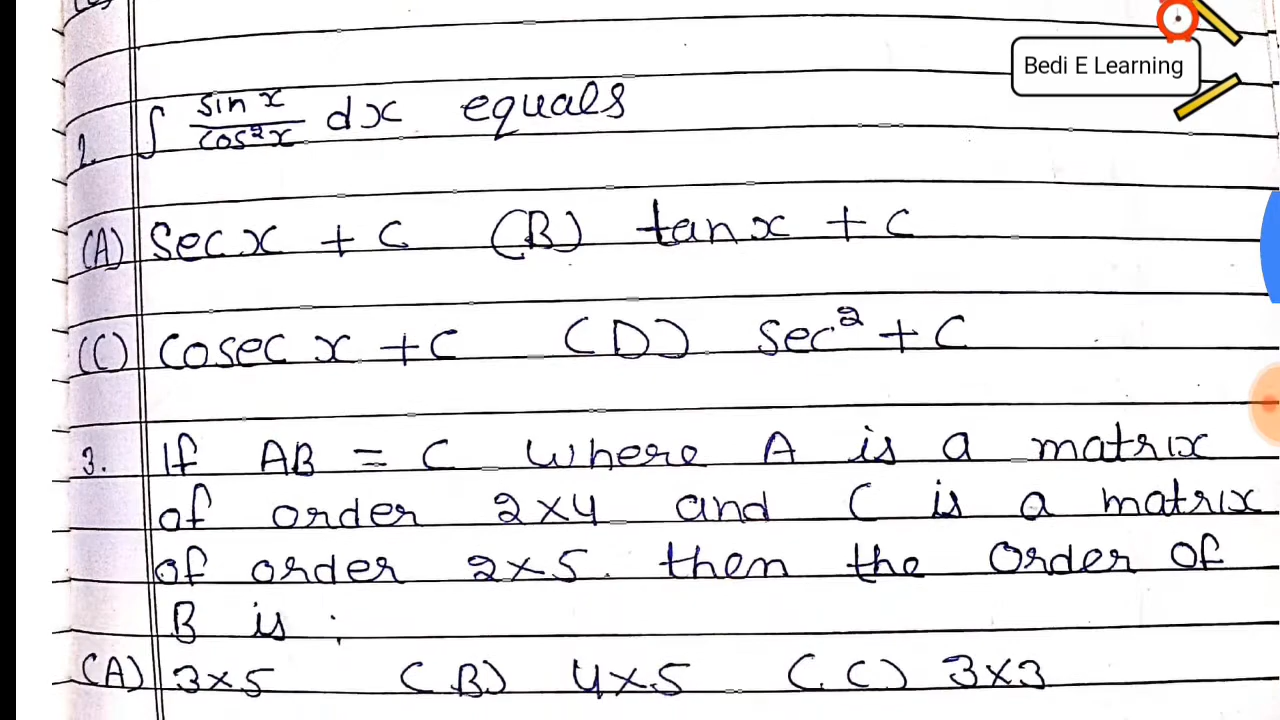 Bedi E Learning
2. ∫ sin x / cos²x dx equals
(A) Sec x + C (B) tan x + C
(C) Cosec x + C (D) Sec² + C
3. If AB = C where A is a matrix
of order 2×4 and C is a matrix
of order 2×5. then the Order Of
B is :
(A) 3×5 (B) 4×5 (C) 3×3